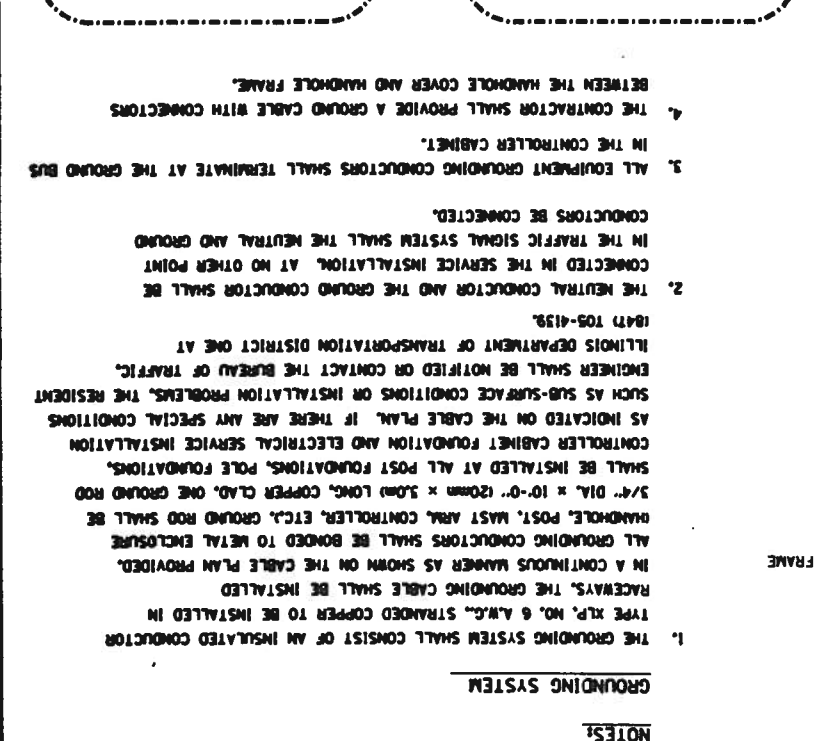 NOTES:
GROUNDING SYSTEM
1. THE GROUNDING SYSTEM SHALL CONSIST OF AN INSULATED CONDUCTOR
TYPE XLP, NO. 6 A.W.G., STRANDED COPPER TO BE INSTALLED IN
RACEWAYS. THE GROUNDING CABLE SHALL BE INSTALLED
IN A CONTINUOUS MANNER AS SHOWN ON THE CABLE PLAN PROVIDED.
ALL GROUNDING CONDUCTORS SHALL BE BONDED TO METAL ENCLOSURE
(HANDHOLE, POST, MAST ARM, CONTROLLER, ETC.). GROUND ROD SHALL BE
3/4" DIA. x 10'-0" (20mm x 3.0m) LONG, COPPER CLAD. ONE GROUND ROD
SHALL BE INSTALLED AT ALL POST FOUNDATIONS, POLE FOUNDATIONS,
CONTROLLER CABINET FOUNDATION AND ELECTRICAL SERVICE INSTALLATION
AS INDICATED ON THE CABLE PLAN. IF THERE ARE ANY SPECIAL CONDITIONS
SUCH AS SUB-SURFACE CONDITIONS OR INSTALLATION PROBLEMS, THE RESIDENT
ENGINEER SHALL BE NOTIFIED OR CONTACT THE BUREAU OF TRAFFIC,
ILLINOIS DEPARTMENT OF TRANSPORTATION DISTRICT ONE AT
(847) 705-4139.
2. THE NEUTRAL CONDUCTOR AND THE GROUND CONDUCTOR SHALL BE
CONNECTED IN THE SERVICE INSTALLATION. AT NO OTHER POINT
IN THE TRAFFIC SIGNAL SYSTEM SHALL THE NEUTRAL AND GROUND
CONDUCTORS BE CONNECTED.
3. ALL EQUIPMENT GROUNDING CONDUCTORS SHALL TERMINATE AT THE GROUND BUS
IN THE CONTROLLER CABINET.
4. THE CONTRACTOR SHALL PROVIDE A GROUND CABLE WITH CONNECTORS
BETWEEN THE HANDHOLE COVER AND HANDHOLE FRAME.
FRAME